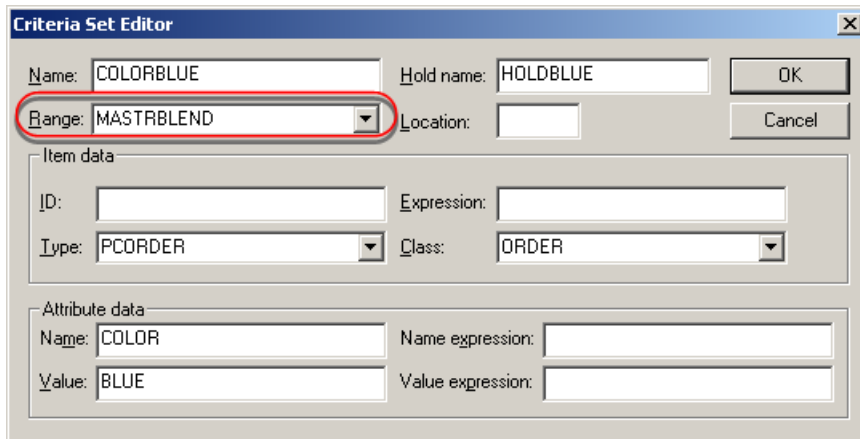 Criteria Set Editor
Name: COLORBLUE Hold name: HOLDBLUE OK
Range: MASTRBLEND Location: Cancel
Item data
ID: Expression:
Type: PCORDER Class: ORDER
Attribute data
Name: COLOR Name expression:
Value: BLUE Value expression: